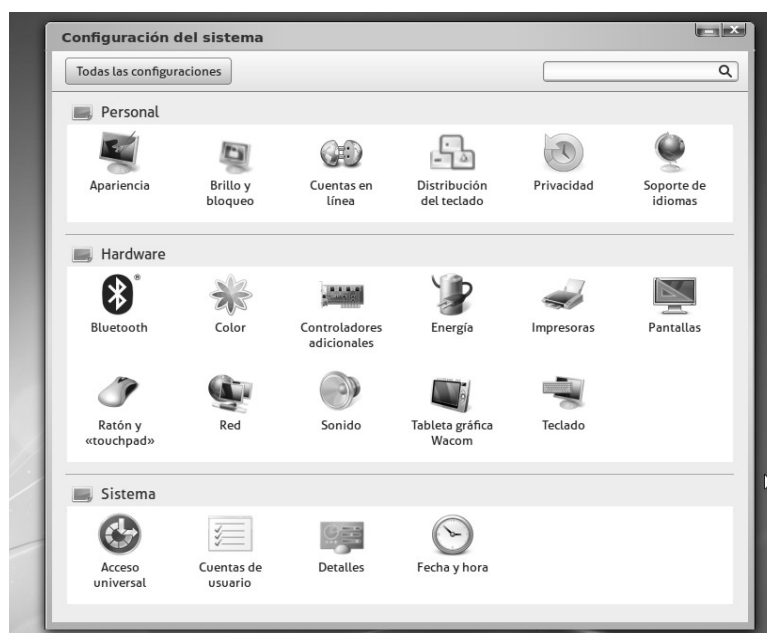 Configuración del sistema
Todas las configuraciones
Personal
Apariencia
Brillo y
bloqueo
Cuentas en
línea
Distribución
del teclado
Privacidad
Soporte de
idiomas
Hardware
Bluetooth
Color
Controladores
adicionales
Energía
Impresoras
Pantallas
Ratón y
«touchpad»
Red
Sonido
Tableta gráfica
Wacom
Teclado
Sistema
Acceso
universal
Cuentas de
usuario
Detalles
Fecha y hora